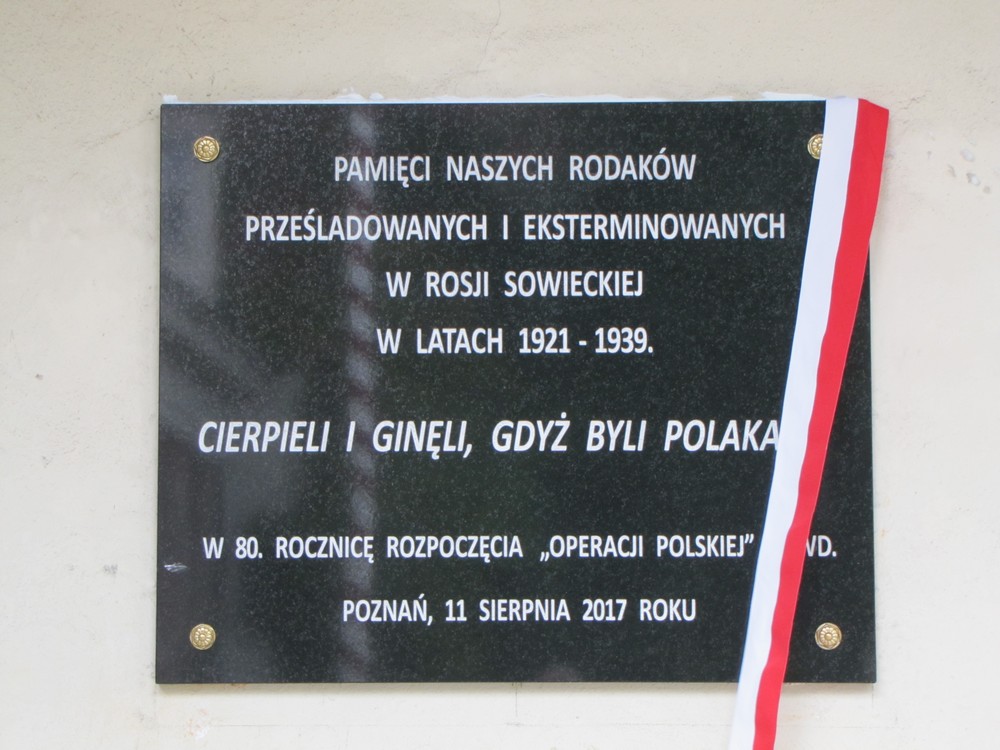 PAMIĘCI NASZYCH RODAKÓW
PRZEŚLADOWANYCH I EKSTERMINOWANYCH
W ROSJI SOWIECKIEJ
W LATACH 1921 - 1939.
CIERPIELI I GINĘLI, GDYŻ BYLI
W 80. ROCZNICĘ ROZPOCZĘCIA „OPERACJI POLSKIEJ”
POZNAŃ, 11 SIERPNIA 2017 ROKU